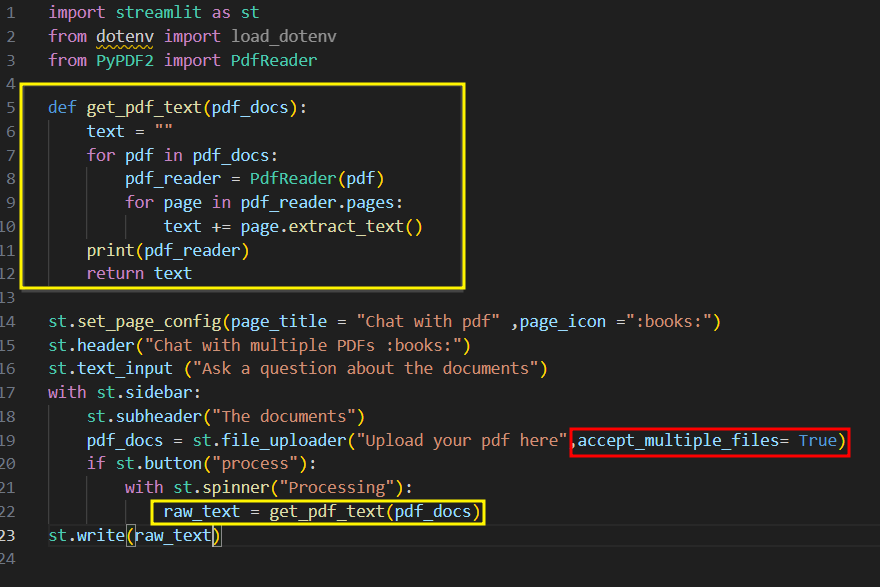 1 import streamlit as st
2 from dotenv import load_dotenv
3 from PyPDF2 import PdfReader
4
5 def get_pdf_text(pdf_docs):
6     text = ""
7     for pdf in pdf_docs:
8         pdf_reader = PdfReader(pdf)
9         for page in pdf_reader.pages:
10             text += page.extract_text()
11     print(pdf_reader)
12     return text
13
14 st.set_page_config(page_title = "Chat with pdf" ,page_icon =":books:")
15 st.header("Chat with multiple PDFs :books:")
16 st.text_input ("Ask a question about the documents")
17 with st.sidebar:
18     st.subheader("The documents")
19     pdf_docs = st.file_uploader("Upload your pdf here",accept_multiple_files= True)
20     if st.button("process"):
21         with st.spinner("Processing"):
22             raw_text = get_pdf_text(pdf_docs)
23 st.write(raw_text)
24